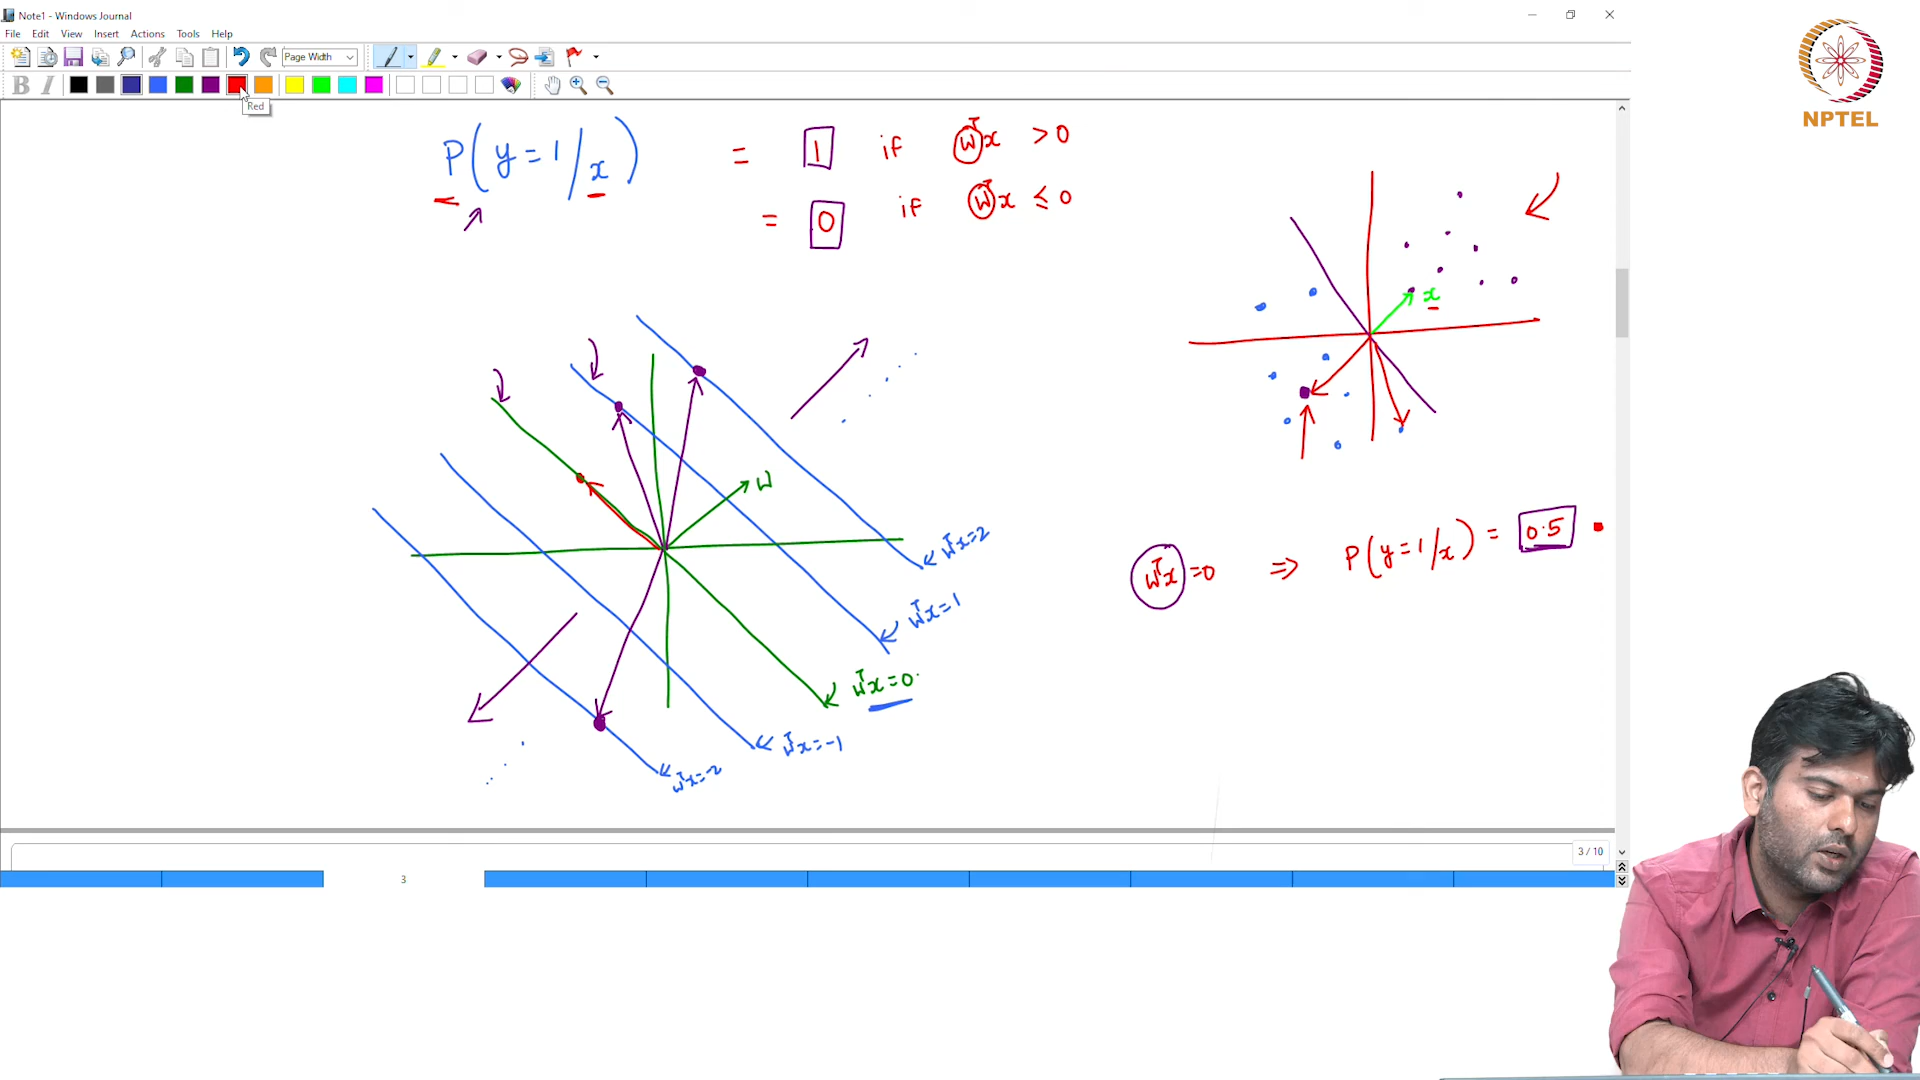 Note1 - Windows Journal
File Edit View Insert Actions Tools Help
Page Width
B I
Red
NPTEL
P(y=1/x) = 1 if wᵀx > 0
= 0 if wᵀx ≤ 0
x
w
wᵀx=2
wᵀx=1
wᵀx=0
wᵀx=-1
wᵀx=-2
wᵀx=0 ⇒ P(y=1/x) = 0.5
3 / 10
3